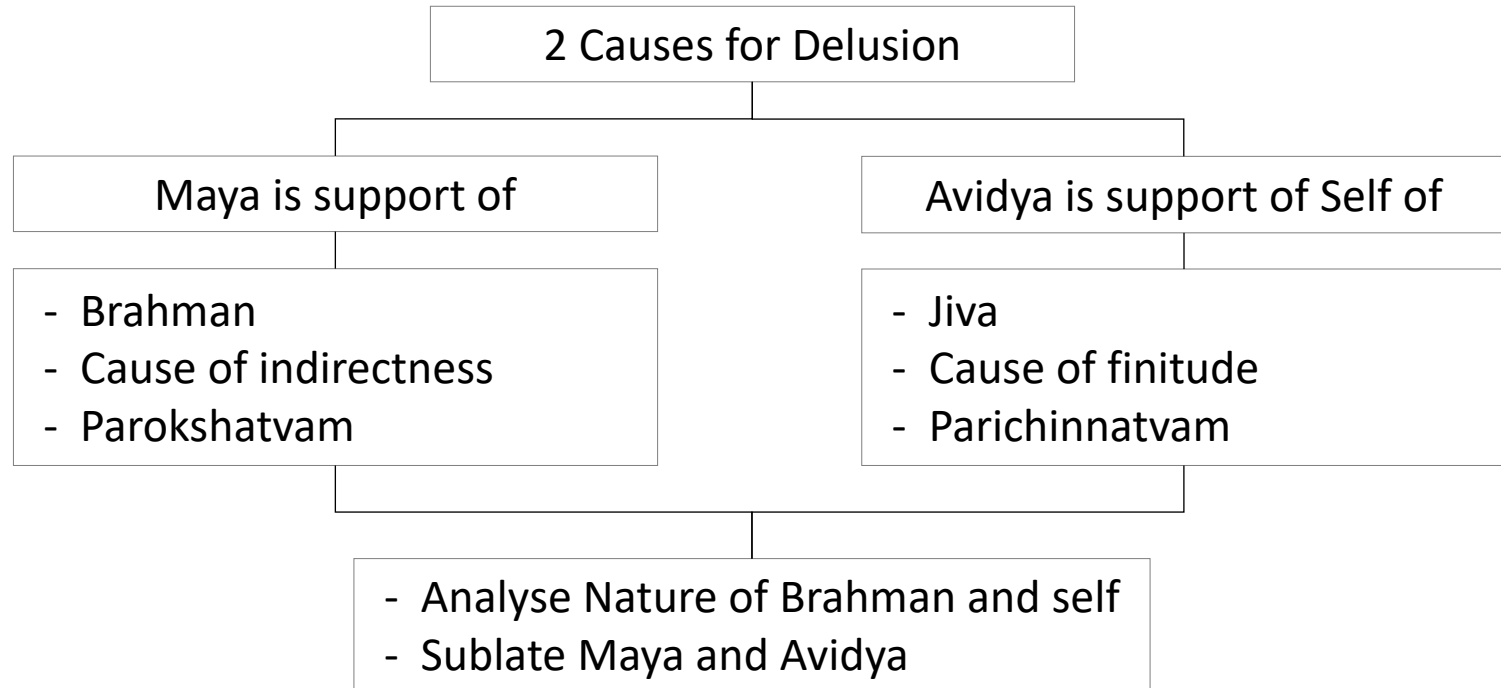 2 Causes for Delusion
Maya is support of
Avidya is support of Self of
- Brahman
- Cause of indirectness
- Parokshatvam
- Jiva
- Cause of finitude
- Parichinnatvam
- Analyse Nature of Brahman and self
- Sublate Maya and Avidya